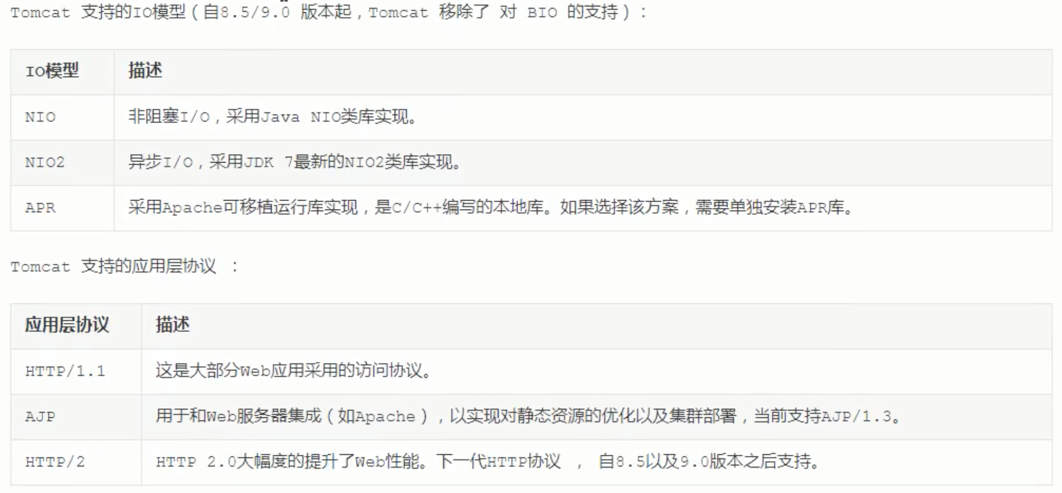 Tomcat 支持的IO模型（自8.5/9.0 版本起，Tomcat 移除了 对 BIO 的支持）：
IO模型 描述
NIO 非阻塞I/O，采用Java NIO类库实现。
NIO2 异步I/O，采用JDK 7最新的NIO2类库实现。
APR 采用Apache可移植运行库实现，是C/C++编写的本地库。如果选择该方案，需要单独安装APR库。
Tomcat 支持的应用层协议 ：
应用层协议 描述
HTTP/1.1 这是大部分Web应用采用的访问协议。
AJP 用于和Web服务器集成（如Apache），以实现对静态资源的优化以及集群部署，当前支持AJP/1.3。
HTTP/2 HTTP 2.0大幅度的提升了Web性能。下一代HTTP协议 ， 自8.5以及9.0版本之后支持。